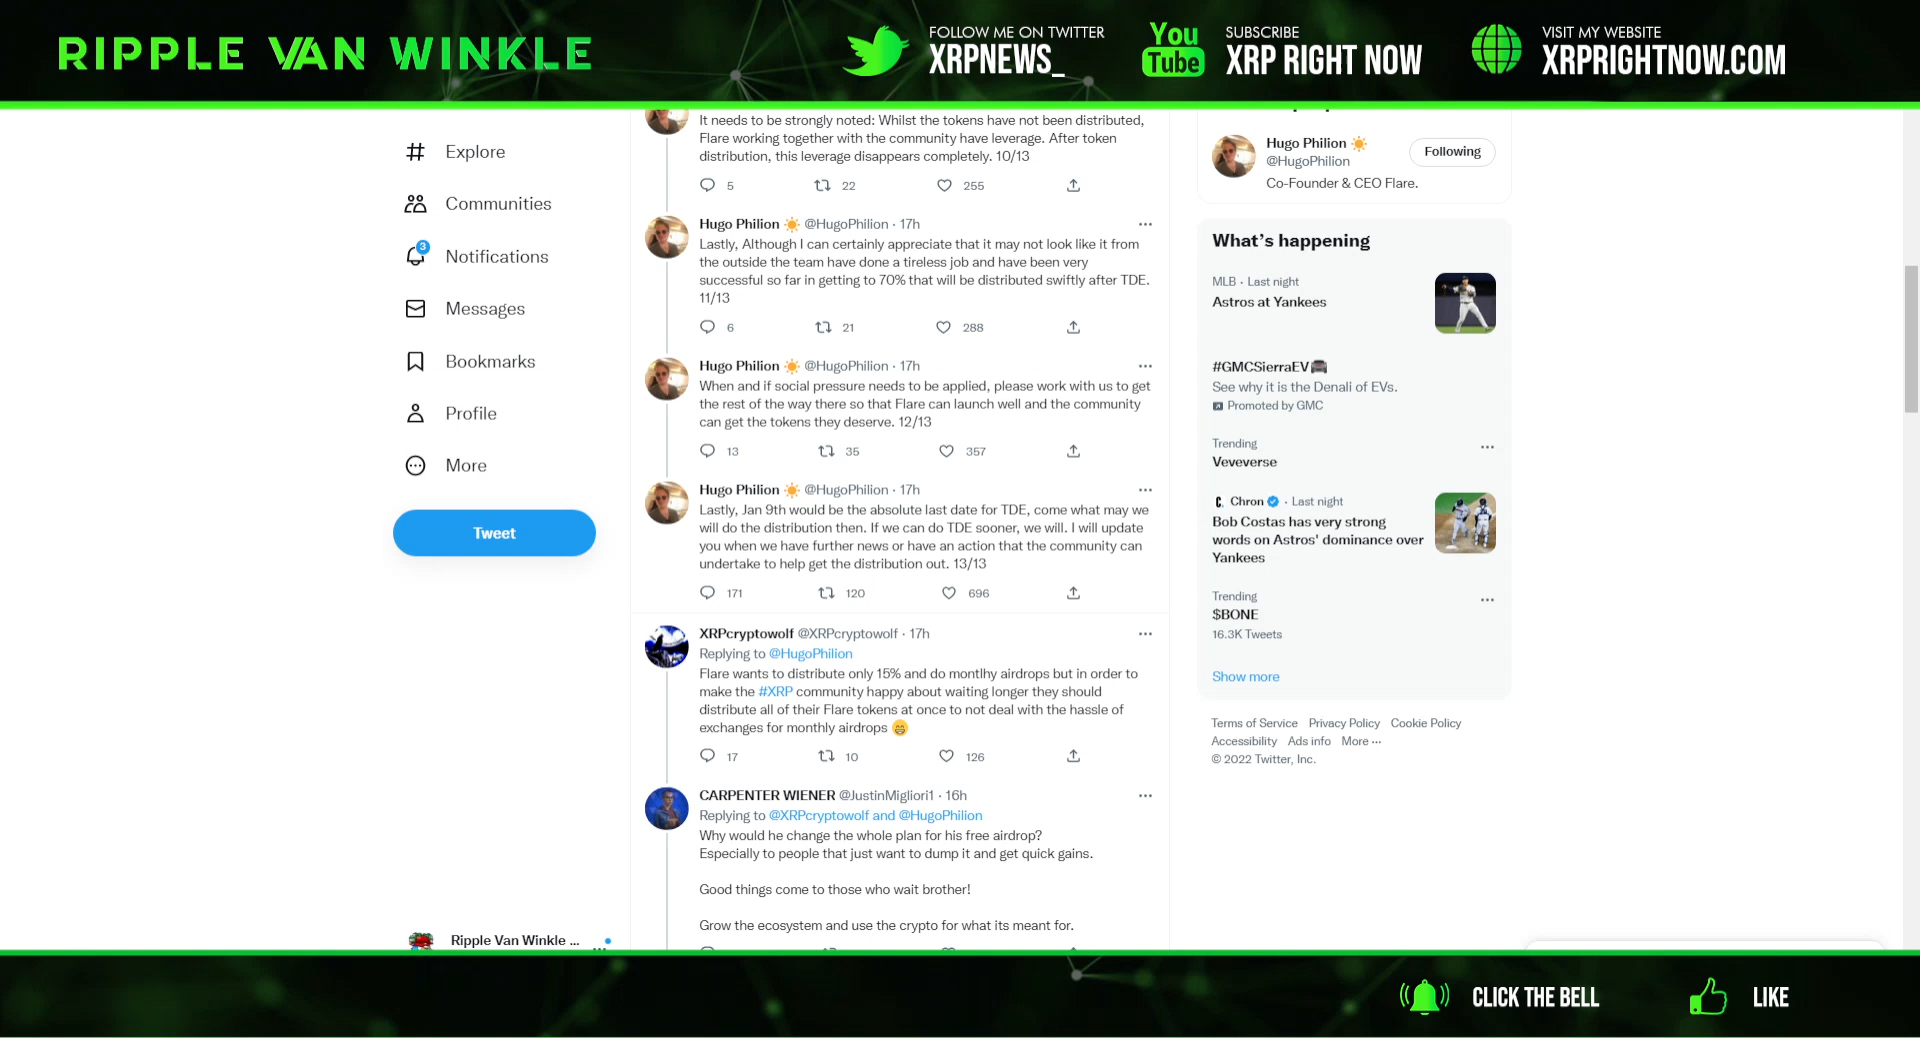 RIPPLE VAN WINKLE
FOLLOW ME ON TWITTER
XRPNEWS_
You
Tube
SUBSCRIBE
XRP RIGHT NOW
VISIT MY WEBSITE
XRPRIGHTNOW.COM
Explore
Communities
3
Notifications
Messages
Bookmarks
Profile
More
Tweet
Ripple Van Winkle ...
It needs to be strongly noted: Whilst the tokens have not been distributed,
Flare working together with the community have leverage. After token
distribution, this leverage disappears completely. 10/13
5 22 255
Hugo Philion @HugoPhilion · 17h
Lastly, Although I can certainly appreciate that it may not look like it from
the outside the team have done a tireless job and have been very
successful so far in getting to 70% that will be distributed swiftly after TDE.
11/13
6 21 288
Hugo Philion @HugoPhilion · 17h
When and if social pressure needs to be applied, please work with us to get
the rest of the way there so that Flare can launch well and the community
can get the tokens they deserve. 12/13
13 35 357
Hugo Philion @HugoPhilion · 17h
Lastly, Jan 9th would be the absolute last date for TDE, come what may we
will do the distribution then. If we can do TDE sooner, we will. I will update
you when we have further news or have an action that the community can
undertake to help get the distribution out. 13/13
171 120 696
XRPcryptowolf @XRPcryptowolf · 17h
Replying to @HugoPhilion
Flare wants to distribute only 15% and do montlhy airdrops but in order to
make the #XRP community happy about waiting longer they should
distribute all of their Flare tokens at once to not deal with the hassle of
exchanges for monthly airdrops 😁
17 10 126
CARPENTER WIENER @JustinMigliori1 · 16h
Replying to @XRPcryptowolf and @HugoPhilion
Why would he change the whole plan for his free airdrop?
Especially to people that just want to dump it and get quick gains.
Good things come to those who wait brother!
Grow the ecosystem and use the crypto for what its meant for.
Hugo Philion
@HugoPhilion
Following
Co-Founder & CEO Flare.
What's happening
MLB · Last night
Astros at Yankees
#GMCSierraEV
See why it is the Denali of EVs.
Promoted by GMC
Trending
Veveverse
Chron · Last night
Bob Costas has very strong
words on Astros' dominance over
Yankees
Trending
$BONE
16.3K Tweets
Show more
Terms of Service Privacy Policy Cookie Policy
Accessibility Ads info More ···
© 2022 Twitter, Inc.
CLICK THE BELL
LIKE